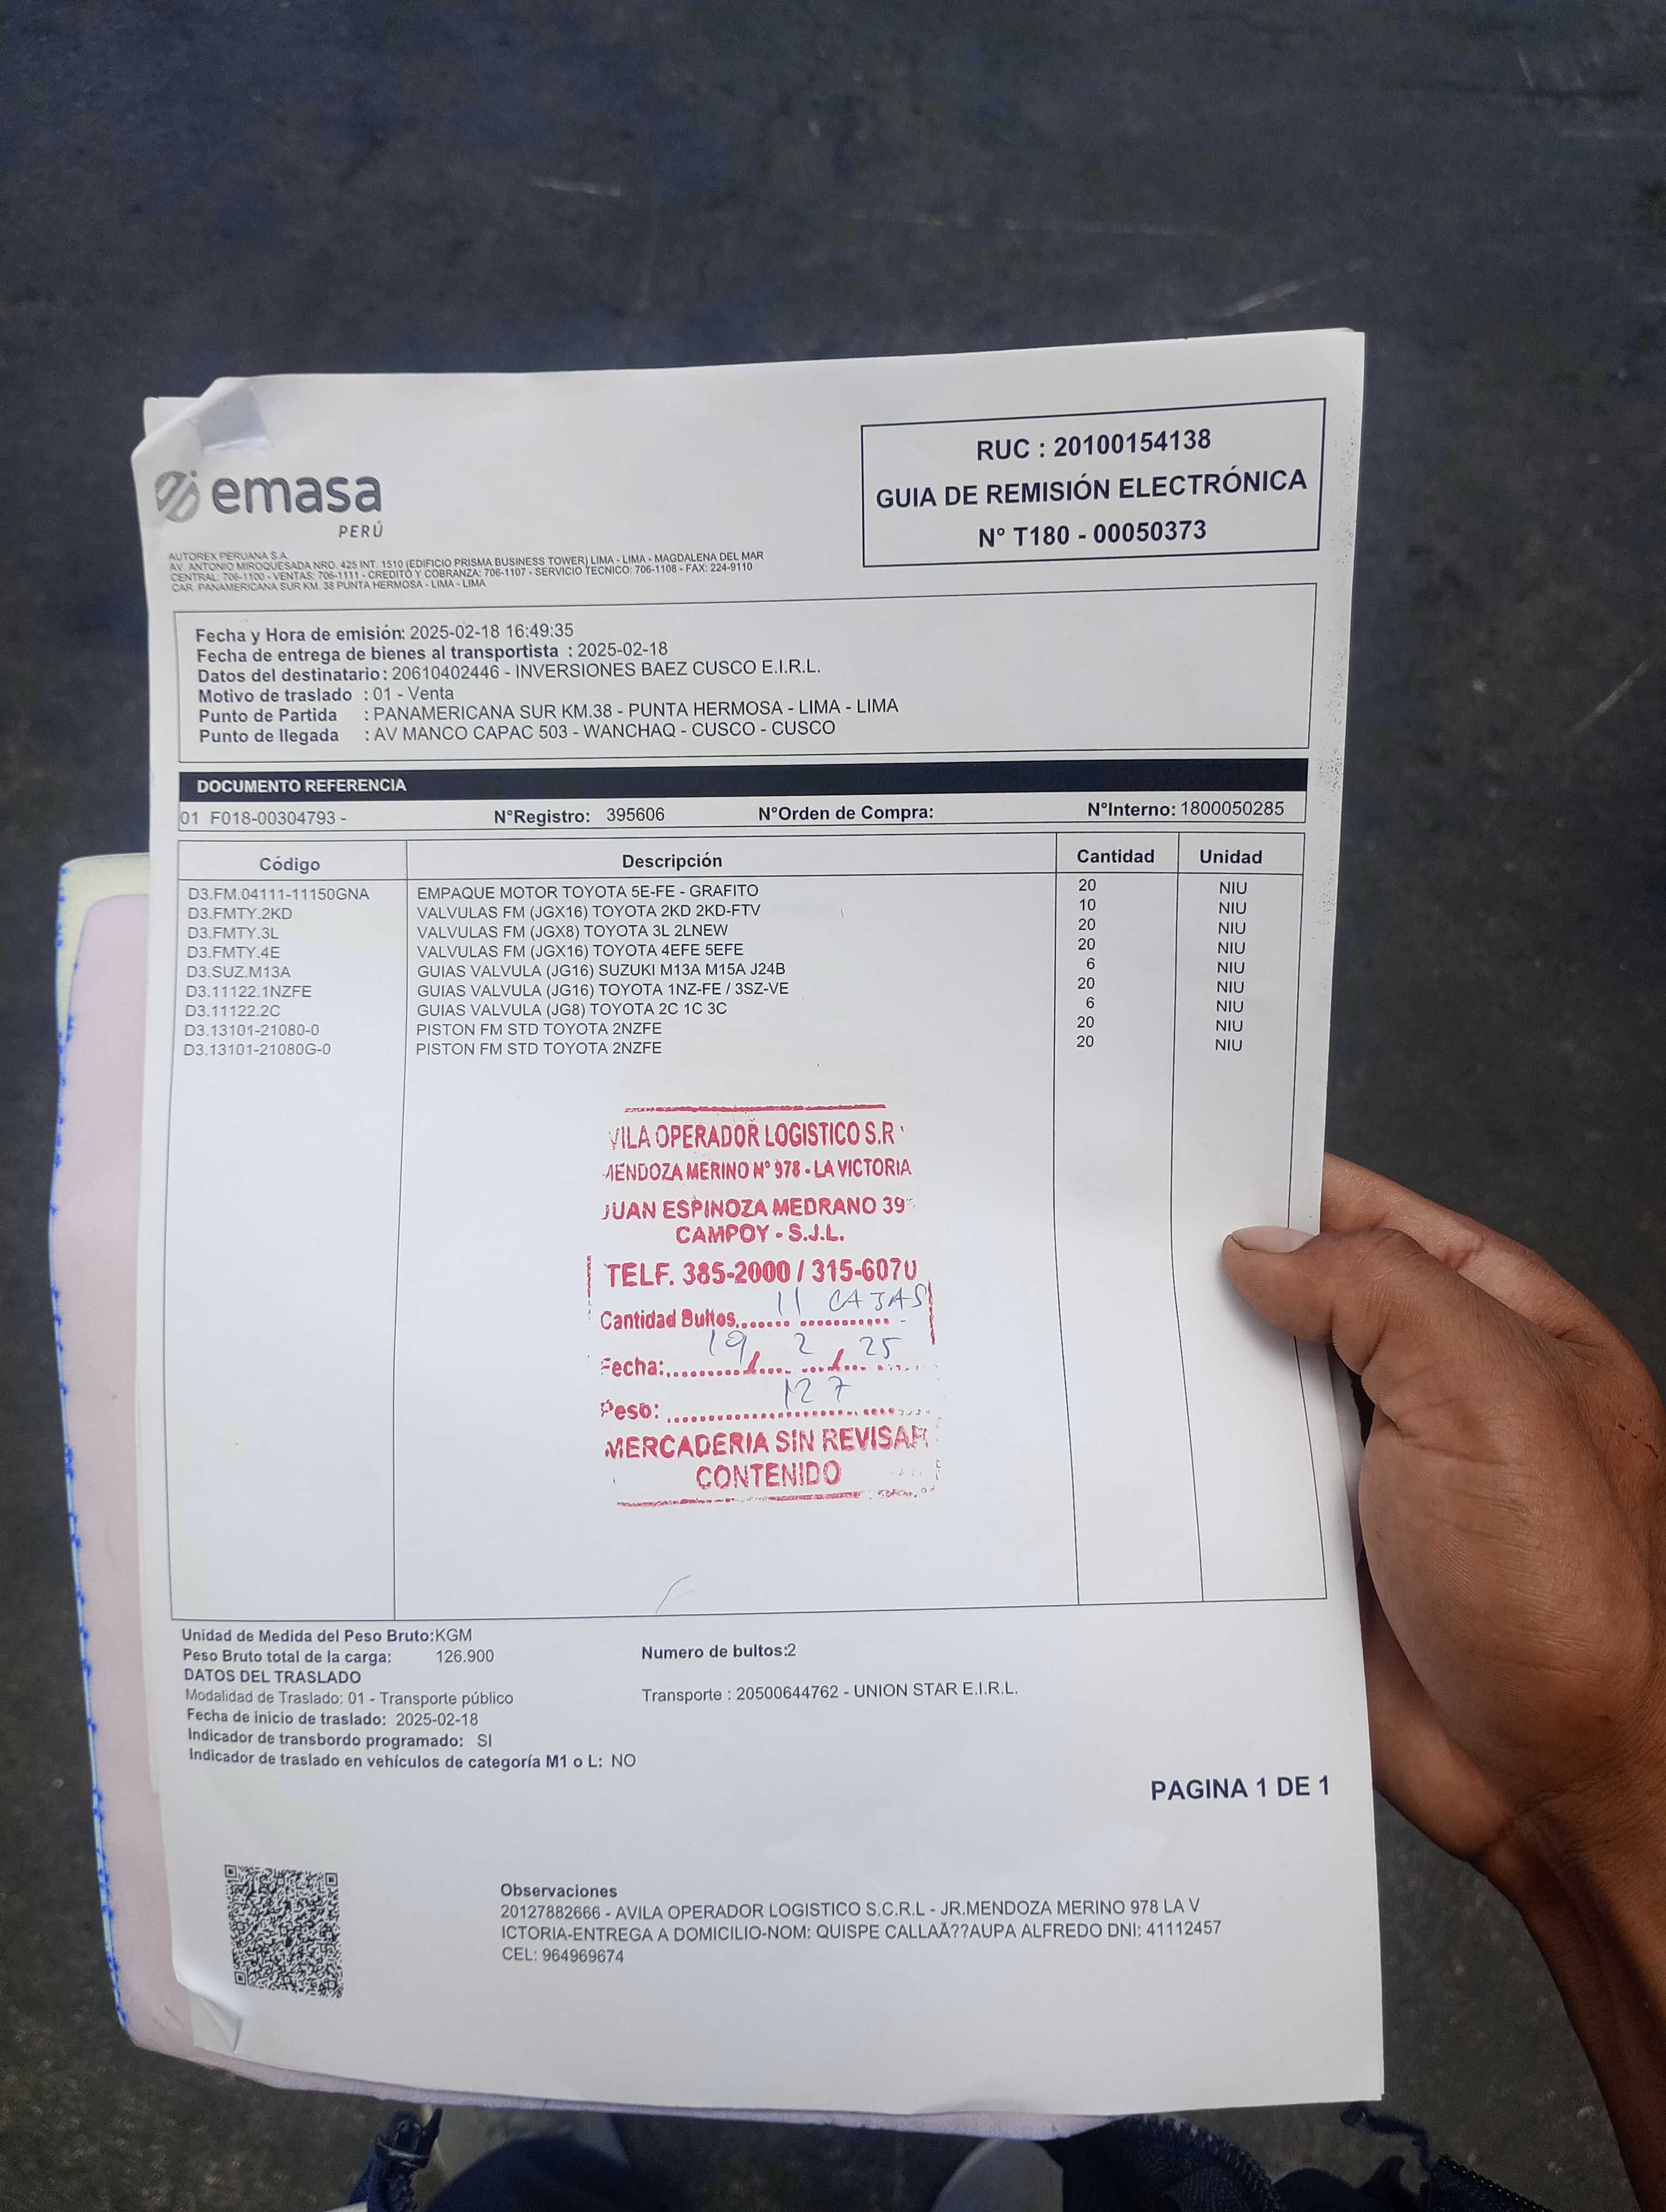 emasa
PERÚ
RUC : 20100154138
GUIA DE REMISIÓN ELECTRÓNICA
N° T180 - 00050373
AUTOREX PERUANA S.A.
AV. ANTONIO MIROQUESADA NRO. 425 INT. 1510 (EDIFICIO PRISMA BUSINESS TOWER) LIMA - LIMA - MAGDALENA DEL MAR
CENTRAL: 706-1100 - VENTAS: 706-1111 - CREDITO Y COBRANZA: 706-1107 - SERVICIO TECNICO: 706-1108 - FAX: 224-9110
CAR. PANAMERICANA SUR KM. 38 PUNTA HERMOSA - LIMA - LIMA
Fecha y Hora de emisión: 2025-02-18 16:49:35
Fecha de entrega de bienes al transportista : 2025-02-18
Datos del destinatario: 20610402446 - INVERSIONES BAEZ CUSCO E.I.R.L.
Motivo de traslado : 01 - Venta
Punto de Partida : PANAMERICANA SUR KM.38 - PUNTA HERMOSA - LIMA - LIMA
Punto de llegada : AV MANCO CAPAC 503 - WANCHAQ - CUSCO - CUSCO
DOCUMENTO REFERENCIA
01 F018-00304793 - N°Registro: 395606 N°Orden de Compra: N°Interno: 1800050285
Código Descripción Cantidad Unidad
D3.FM.04111-11150GNA EMPAQUE MOTOR TOYOTA 5E-FE - GRAFITO 20 NIU
D3.FMTY.2KD VALVULAS FM (JGX16) TOYOTA 2KD 2KD-FTV 10 NIU
D3.FMTY.3L VALVULAS FM (JGX8) TOYOTA 3L 2LNEW 20 NIU
D3.FMTY.4E VALVULAS FM (JGX16) TOYOTA 4EFE 5EFE 20 NIU
D3.SUZ.M13A GUIAS VALVULA (JG16) SUZUKI M13A M15A J24B 6 NIU
D3.11122.1NZFE GUIAS VALVULA (JG16) TOYOTA 1NZ-FE / 3SZ-VE 20 NIU
D3.11122.2C GUIAS VALVULA (JG8) TOYOTA 2C 1C 3C 6 NIU
D3.13101-21080-0 PISTON FM STD TOYOTA 2NZFE 20 NIU
D3.13101-21080G-0 PISTON FM STD TOYOTA 2NZFE 20 NIU
VILA OPERADOR LOGISTICO S.R
MENDOZA MERINO N° 978 - LA VICTORIA
JUAN ESPINOZA MEDRANO 39
CAMPOY - S.J.L.
TELF. 385-2000 / 315-6070
Cantidad Bultos 11 CAJAS
Fecha: 19 / 2 / 25
Peso: 127
MERCADERIA SIN REVISAR
CONTENIDO
Unidad de Medida del Peso Bruto:KGM
Peso Bruto total de la carga: 126.900 Numero de bultos:2
DATOS DEL TRASLADO
Modalidad de Traslado: 01 - Transporte público Transporte : 20500644762 - UNION STAR E.I.R.L.
Fecha de inicio de traslado: 2025-02-18
Indicador de transbordo programado: SI
Indicador de traslado en vehículos de categoría M1 o L: NO
PAGINA 1 DE 1
Observaciones
20127882666 - AVILA OPERADOR LOGISTICO S.C.R.L - JR.MENDOZA MERINO 978 LA V
ICTORIA-ENTREGA A DOMICILIO-NOM: QUISPE CALLAÃ??AUPA ALFREDO DNI: 41112457
CEL: 964969674